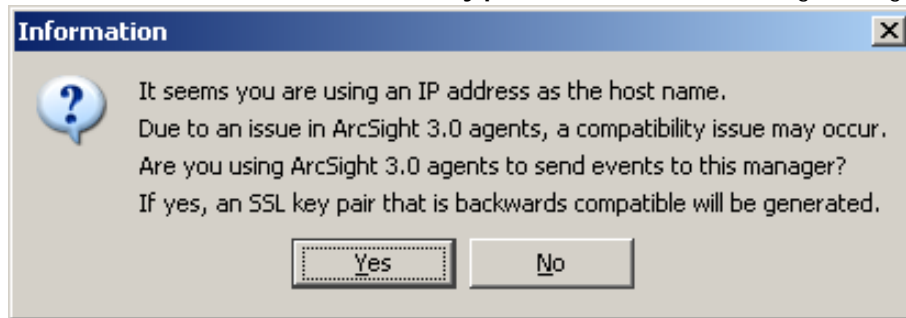 Information
It seems you are using an IP address as the host name.
Due to an issue in ArcSight 3.0 agents, a compatibility issue may occur.
Are you using ArcSight 3.0 agents to send events to this manager?
If yes, an SSL key pair that is backwards compatible will be generated.
Yes No